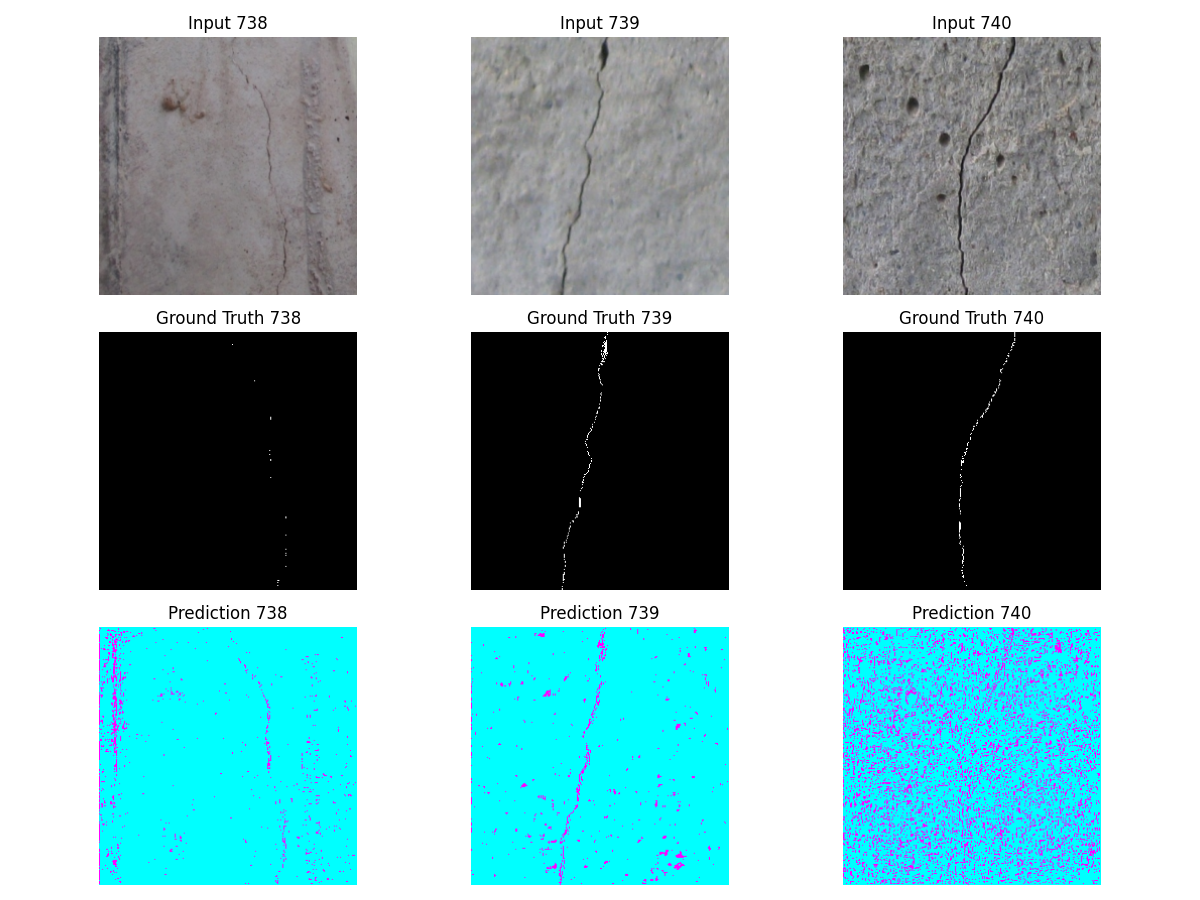 Input 738
Input 739
Input 740
Ground Truth 738
Ground Truth 739
Ground Truth 740
Prediction 738
Prediction 739
Prediction 740